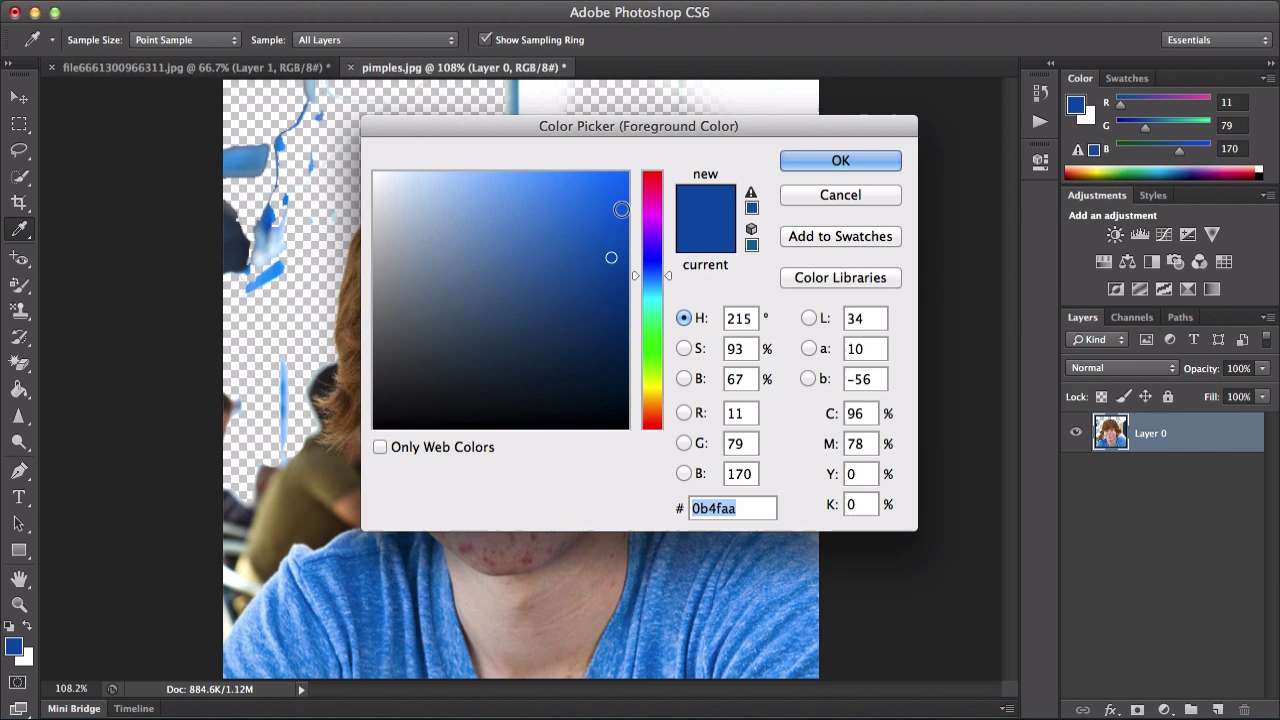 Adobe Photoshop CS6
Sample Size: Point Sample Sample: All Layers Show Sampling Ring Essentials
file6661300966311.jpg @ 66.7% (Layer 1, RGB/8#) * pimples.jpg @ 108% (Layer 0, RGB/8#) *
Color Picker (Foreground Color)
new
current
OK
Cancel
Add to Swatches
Color Libraries
H: 215 °
S: 93 %
B: 67 %
R: 11
G: 79
B: 170
# 0b4faa
L: 34
a: 10
b: -56
C: 96 %
M: 78 %
Y: 0 %
K: 0 %
Only Web Colors
Color Swatches
R 11
G 79
B 170
Adjustments Styles
Add an adjustment
Layers Channels Paths
Kind
Normal Opacity: 100%
Lock: Fill: 100%
Layer 0
108.2% Doc: 884.6K/1.12M
Mini Bridge Timeline